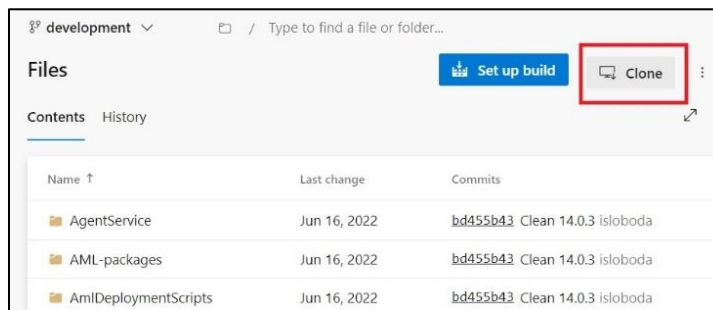 development / Type to find a file or folder...
Files Set up build Clone
Contents History
Name ↑ Last change Commits
AgentService Jun 16, 2022 bd455b43 Clean 14.0.3 isloboda
AML-packages Jun 16, 2022 bd455b43 Clean 14.0.3 isloboda
AmlDeploymentScripts Jun 16, 2022 bd455b43 Clean 14.0.3 isloboda